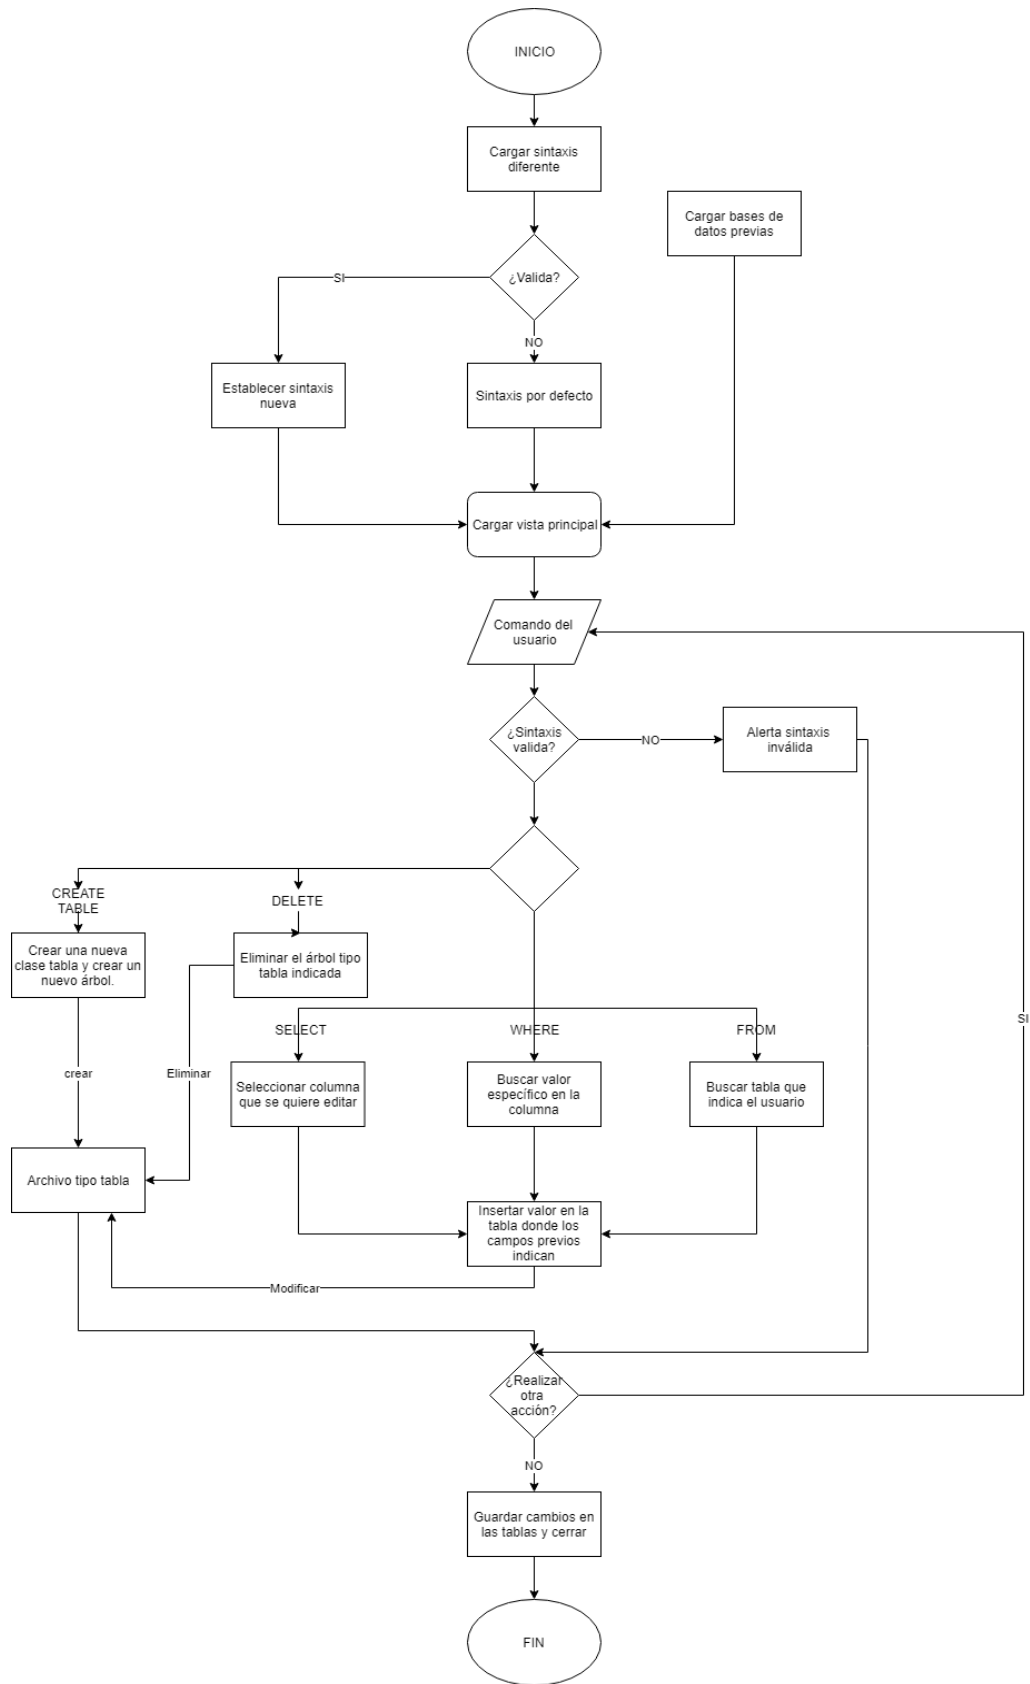 INICIO
Cargar sintaxis
diferente
Cargar bases de
datos previas
¿Valida?
SI
NO
Establecer sintaxis
nueva
Sintaxis por defecto
Cargar vista principal
Comando del
usuario
¿Sintaxis
valida?
NO
Alerta sintaxis
inválida
CREATE
TABLE
DELETE
Crear una nueva
clase tabla y crear un
nuevo árbol.
Eliminar el árbol tipo
tabla indicada
SELECT
WHERE
FROM
SI
crear
Eliminar
Seleccionar columna
que se quiere editar
Buscar valor
específico en la
columna
Buscar tabla que
indica el usuario
Archivo tipo tabla
Insertar valor en la
tabla donde los
campos previos
indican
Modificar
¿Realizar
otra
acción?
NO
Guardar cambios en
las tablas y cerrar
FIN